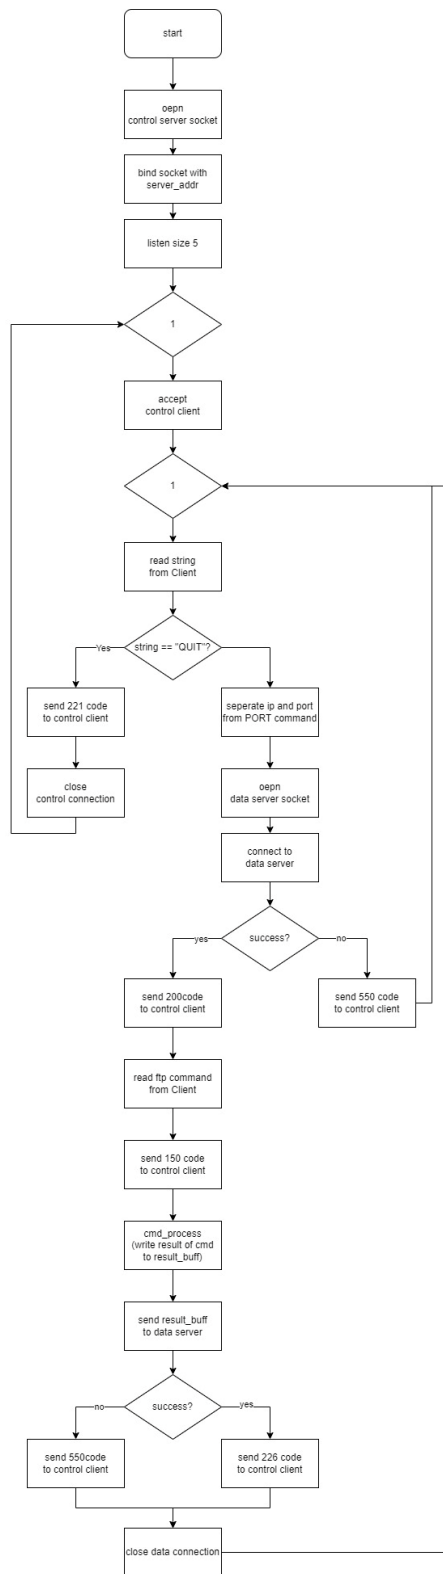 start
oepn
control server socket
bind socket with
server_addr
listen size 5
1
accept
control client
1
read string
from Client
string == "QUIT"?
Yes
send 221 code
to control client
seperate ip and port
from PORT command
close
control connection
oepn
data server socket
connect to
data server
success?
yes
no
send 200code
to control client
send 550 code
to control client
read ftp command
from Client
send 150 code
to control client
cmd_process
(write result of cmd
to result_buff)
send result_buff
to data server
success?
no
yes
send 550code
to control client
send 226 code
to control client
close data connection